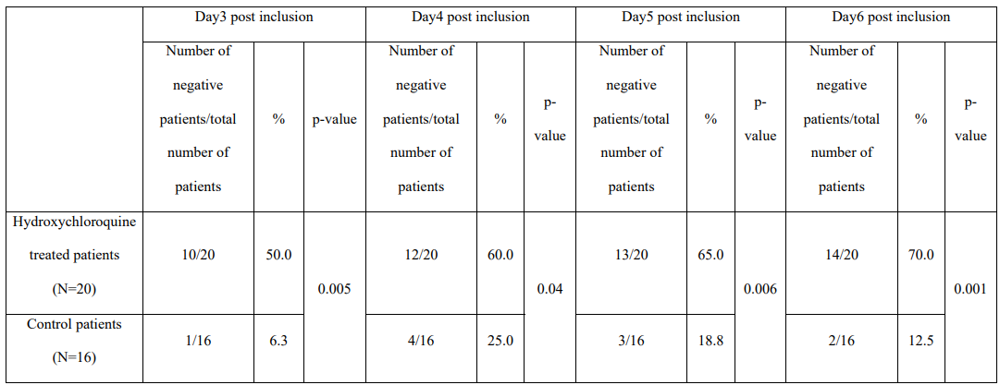 Day3 post inclusion Day4 post inclusion Day5 post inclusion Day6 post inclusion
Number of negative patients/total number of patients % p-value Number of negative patients/total number of patients % p-value Number of negative patients/total number of patients % p-value Number of negative patients/total number of patients % p-value
Hydroxychloroquine treated patients (N=20) 10/20 50.0 0.005 12/20 60.0 0.04 13/20 65.0 0.006 14/20 70.0 0.001
Control patients (N=16) 1/16 6.3 4/16 25.0 3/16 18.8 2/16 12.5